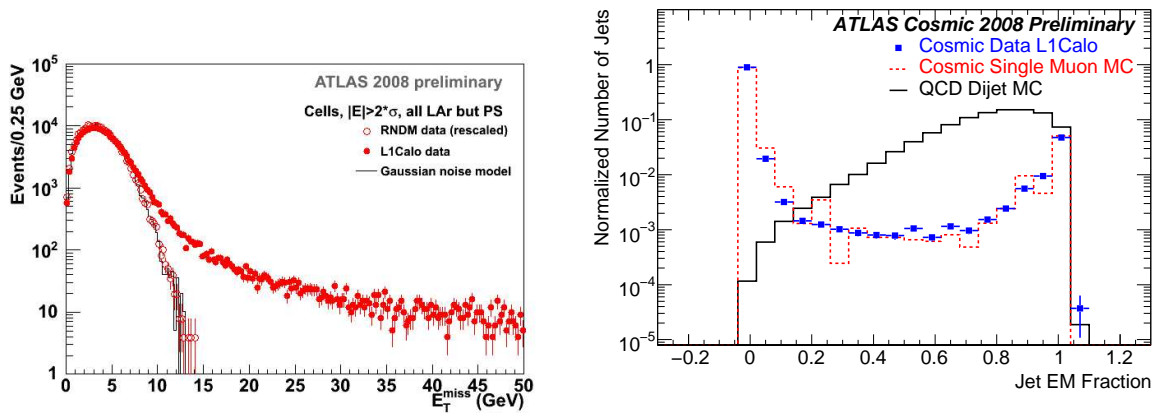 Events/0.25 GeV
10^5
10^4
10^3
10^2
10
1
ATLAS 2008 preliminary
Cells, |E|>2*σ, all LAr but PS
RNDM data (rescaled)
L1Calo data
Gaussian noise model
0 5 10 15 20 25 30 35 40 45 50
E_T^miss (GeV)
Normalized Number of Jets
1
10^-1
10^-2
10^-3
10^-4
10^-5
ATLAS Cosmic 2008 Preliminary
Cosmic Data L1Calo
Cosmic Single Muon MC
QCD Dijet MC
-0.2 0 0.2 0.4 0.6 0.8 1 1.2
Jet EM Fraction